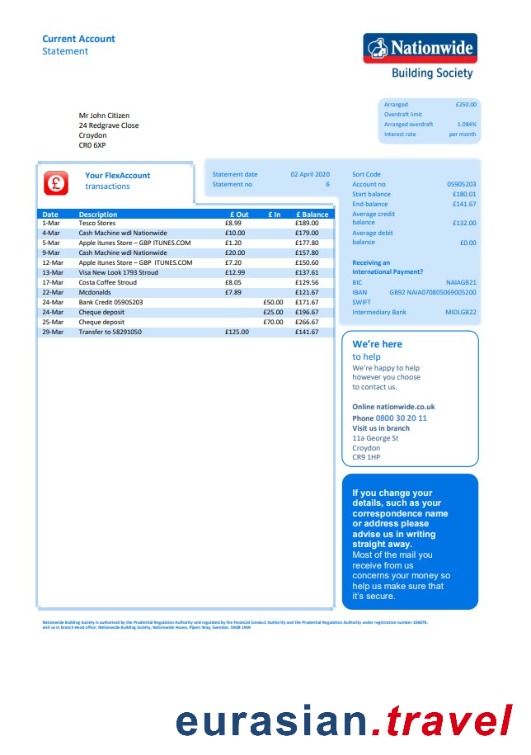 Current Account
Statement
Nationwide
Building Society
Mr John Citizen
24 Redgrave Close
Croydon
CR0 6XP
Arranged £250.00
Overdraft limit
Arranged overdraft 1.084%
Interest rate per month
Your FlexAccount
transactions
Statement date 02 April 2020
Statement no 6
Sort Code
Account no 05905203
Start balance £180.01
End balance £141.67
Average credit
balance £132.00
Average debit
balance £0.00
Receiving an
International Payment?
BIC NAIAGB21
IBAN GB92 NAIA07080569005200
SWIFT
Intermediary Bank MIDLGB22
Date Description £ Out £ In £ Balance
1-Mar Tesco Stores £8.99 £189.00
4-Mar Cash Machine wdl Nationwide £10.00 £179.00
5-Mar Apple itunes Store – GBP ITUNES.COM £1.20 £177.80
9-Mar Cash Machine wdl Nationwide £20.00 £157.80
12-Mar Apple itunes Store – GBP ITUNES.COM £7.20 £150.60
13-Mar Visa New Look 1793 Stroud £12.99 £137.61
17-Mar Costa Coffee Stroud £8.05 £129.56
22-Mar Mcdonalds £7.89 £121.67
24-Mar Bank Credit 05905203 £50.00 £171.67
24-Mar Cheque deposit £25.00 £196.67
25-Mar Cheque deposit £70.00 £266.67
29-Mar Transfer to 58291050 £125.00 £141.67
We're here
to help
We're happy to help
however you choose
to contact us.
Online nationwide.co.uk
Phone 0800 30 20 11
Visit us in branch
11a George St
Croydon
CR9 1HP
If you change your
details, such as your
correspondence name
or address please
advise us in writing
straight away.
Most of the mail you
receive from us
concerns your money so
help us make sure that
it's secure.
Nationwide Building Society is authorised by the Prudential Regulation Authority and regulated by the Financial Conduct Authority and the Prudential Regulation Authority under registration number
Nationwide Building Society, Nationwide House, Pipers Way, Swindon,
eurasian.travel